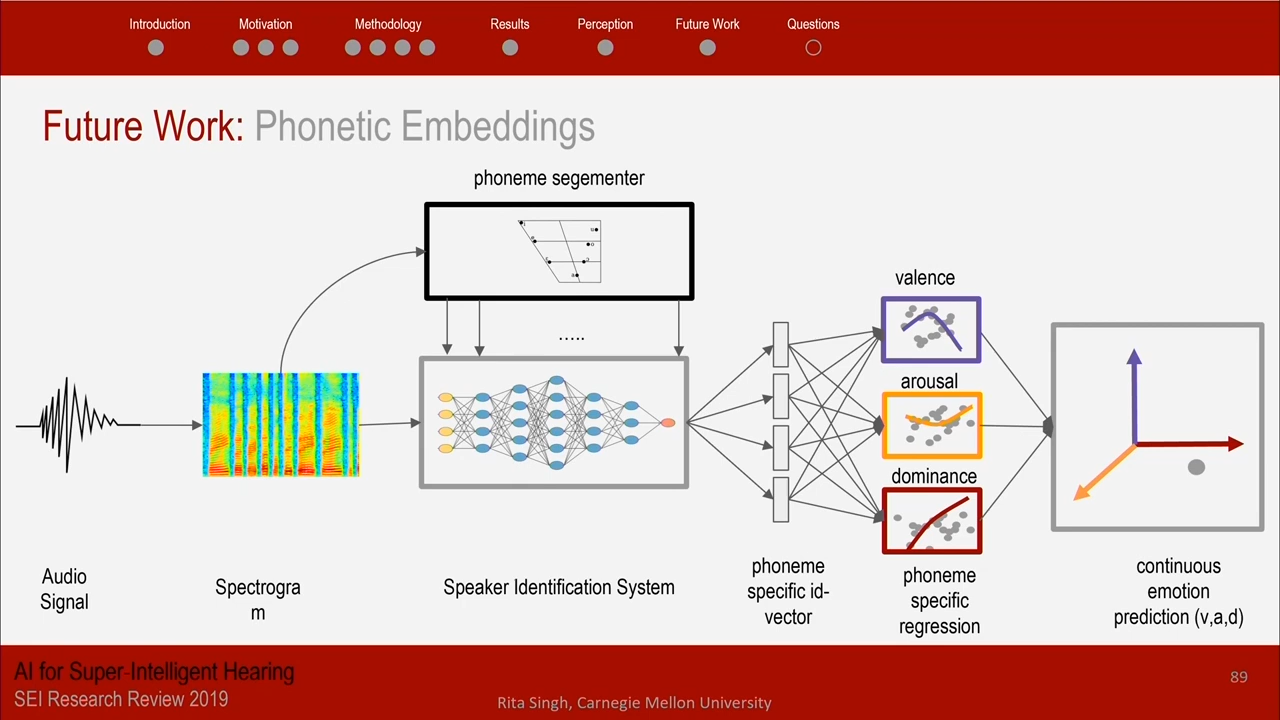 Introduction
Motivation
Methodology
Results
Perception
Future Work
Questions
Future Work: Phonetic Embeddings
phoneme segementer
.....
valence
arousal
dominance
Audio
Signal
Spectrogra
m
Speaker Identification System
phoneme
specific id-
vector
phoneme
specific
regression
continuous
emotion
prediction (v,a,d)
AI for Super-Intelligent Hearing
SEI Research Review 2019
Rita Singh, Carnegie Mellon University
89